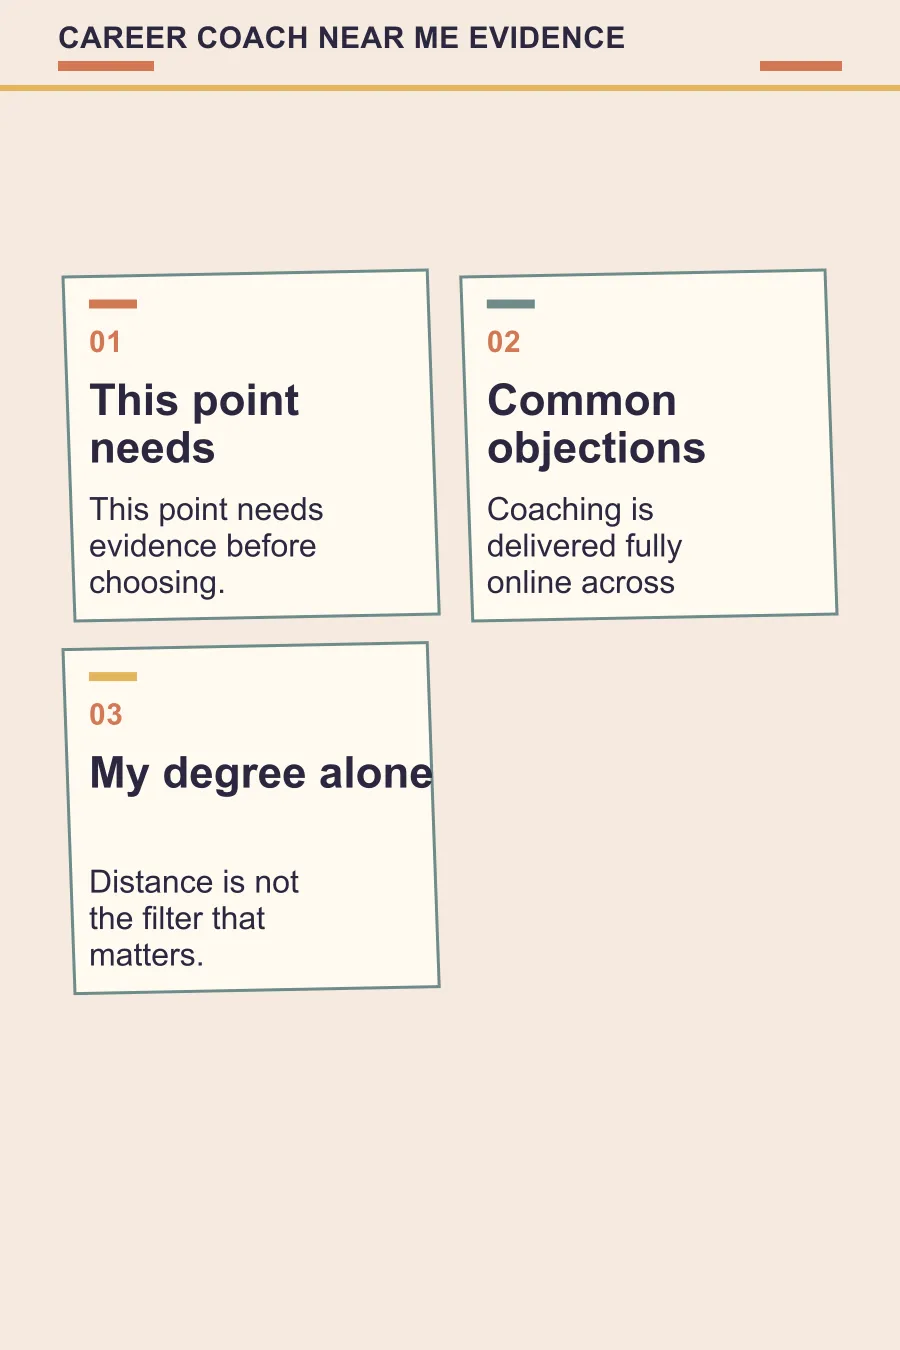 CAREER COACH NEAR ME EVIDENCE
01
This point
needs
This point needs
evidence before
choosing.
02
Common
objections
Coaching is
delivered fully
online across
03
My degree alone
Distance is not
the filter that
matters.